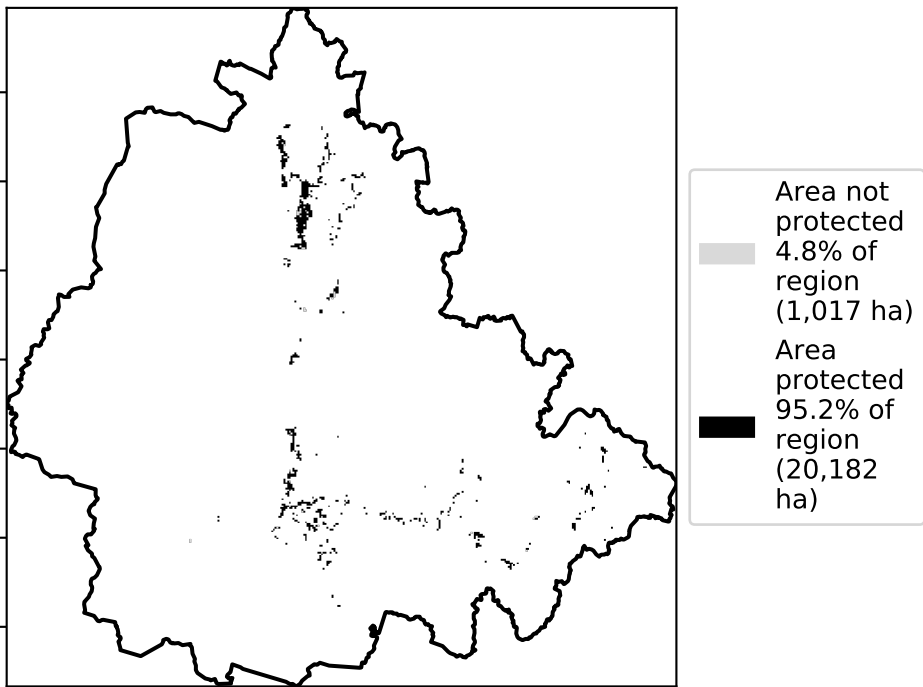 Area not
protected
4.8% of
region
(1,017 ha)
Area
protected
95.2% of
region
(20,182
ha)